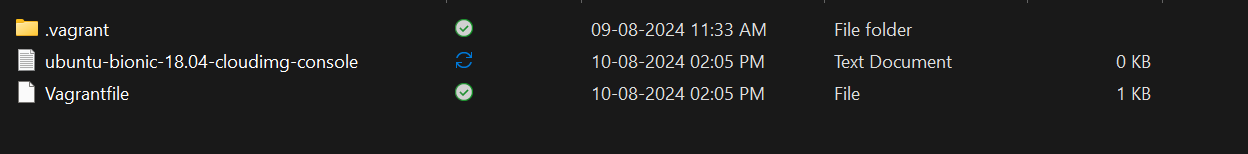 .vagrant 09-08-2024 11:33 AM File folder
ubuntu-bionic-18.04-cloudimg-console 10-08-2024 02:05 PM Text Document 0 KB
Vagrantfile 10-08-2024 02:05 PM File 1 KB